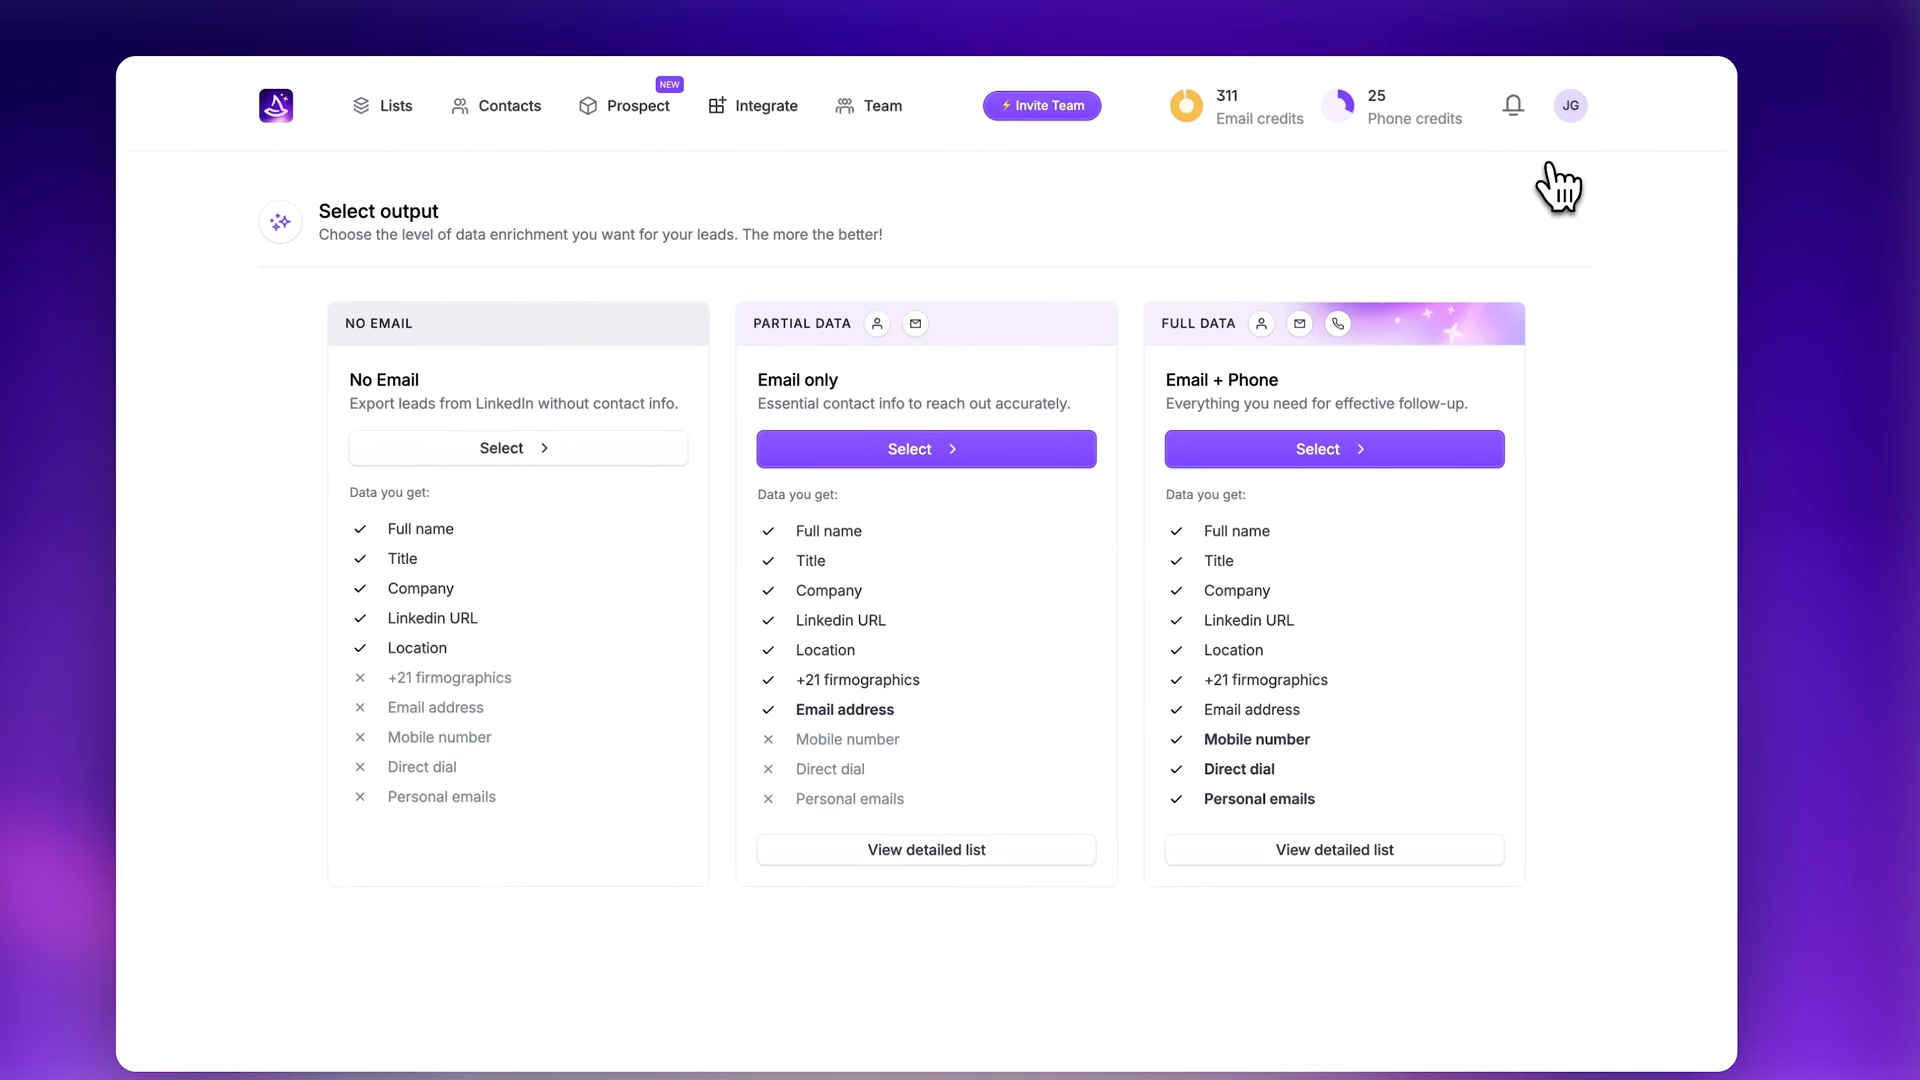 NEW
Lists
Contacts
Prospect
Integrate
Team
⚡ Invite Team
311
Email credits
25
Phone credits
JG
Select output
Choose the level of data enrichment you want for your leads. The more the better!
NO EMAIL
No Email
Export leads from LinkedIn without contact info.
Select
Data you get:
Full name
Title
Company
Linkedin URL
Location
+21 firmographics
Email address
Mobile number
Direct dial
Personal emails
PARTIAL DATA
Email only
Essential contact info to reach out accurately.
Select
Data you get:
Full name
Title
Company
Linkedin URL
Location
+21 firmographics
Email address
Mobile number
Direct dial
Personal emails
View detailed list
FULL DATA
Email + Phone
Everything you need for effective follow-up.
Select
Data you get:
Full name
Title
Company
Linkedin URL
Location
+21 firmographics
Email address
Mobile number
Direct dial
Personal emails
View detailed list